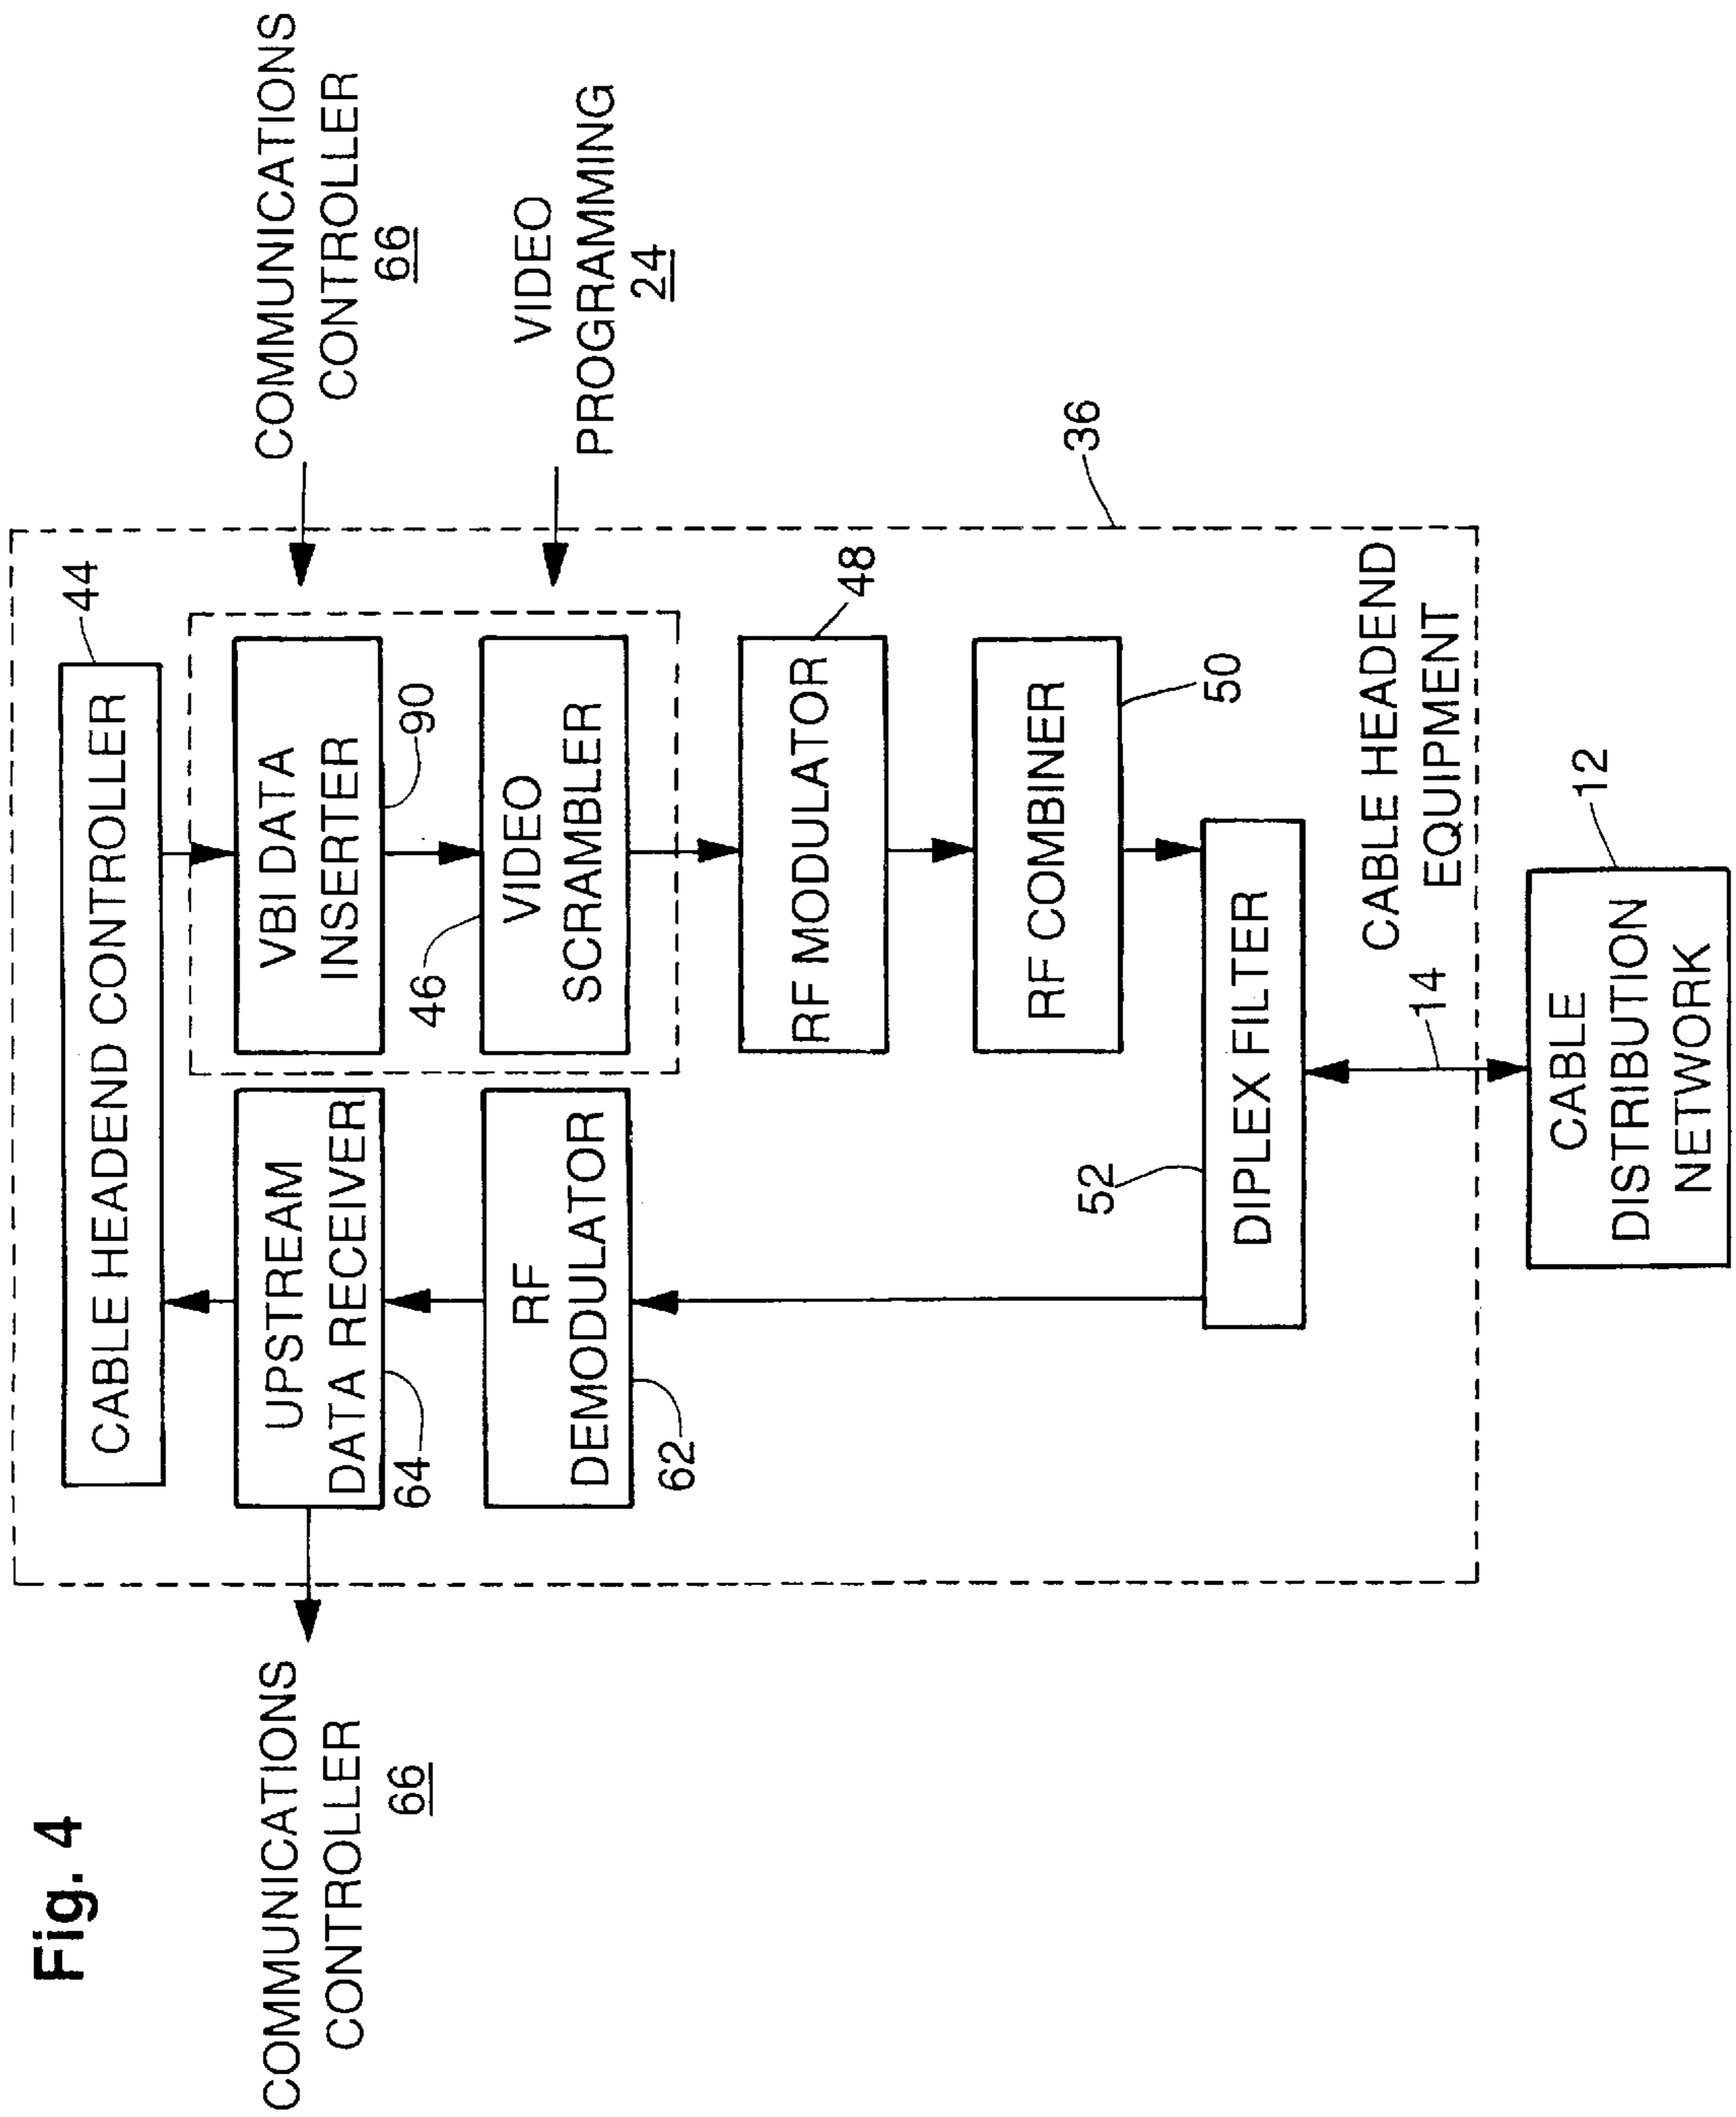 Fig. 4
CABLE HEADEND CONTROLLER
44
COMMUNICATIONS
CONTROLLER
66
UPSTREAM
DATA RECEIVER
64
VBI DATA
INSERTER
90
COMMUNICATIONS
CONTROLLER
66
RF
DEMODULATOR
62
46
VIDEO
SCRAMBLER
VIDEO
PROGRAMMING
24
RF MODULATOR
48
RF COMBINER
50
36
52
DIPLEX FILTER
CABLE HEADEND
EQUIPMENT
14
CABLE
DISTRIBUTION
NETWORK
12